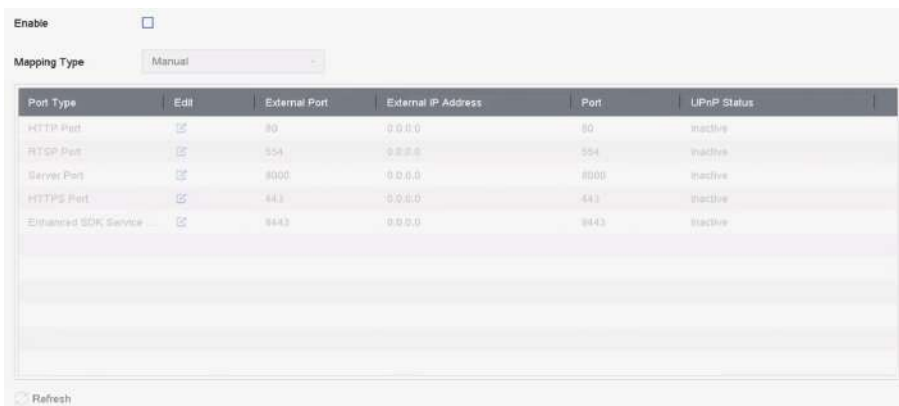 Enable
Mapping Type Manual
Port Type Edit External Port External IP Address Port UPnP Status
HTTP Port 80 0.0.0.0 80 Inactive
RTSP Port 554 0.0.0.0 554 Inactive
Server Port 8000 0.0.0.0 8000 Inactive
HTTPS Port 443 0.0.0.0 443 Inactive
Enhanced SDK Service ... 8443 0.0.0.0 8443 Inactive
Refresh